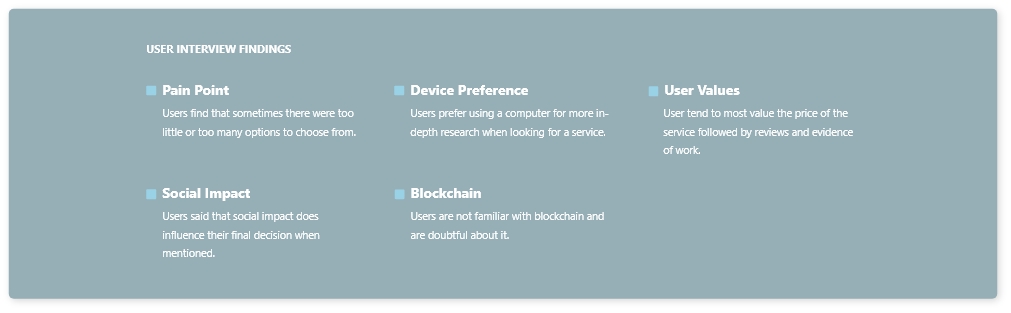 USER INTERVIEW FINDINGS
Pain Point
Users find that sometimes there were too
little or too many options to choose from.
Device Preference
Users prefer using a computer for more in-
depth research when looking for a service.
User Values
User tend to most value the price of the
service followed by reviews and evidence
of work.
Social Impact
Users said that social impact does
influence their final decision when
mentioned.
Blockchain
Users are not familiar with blockchain and
are doubtful about it.